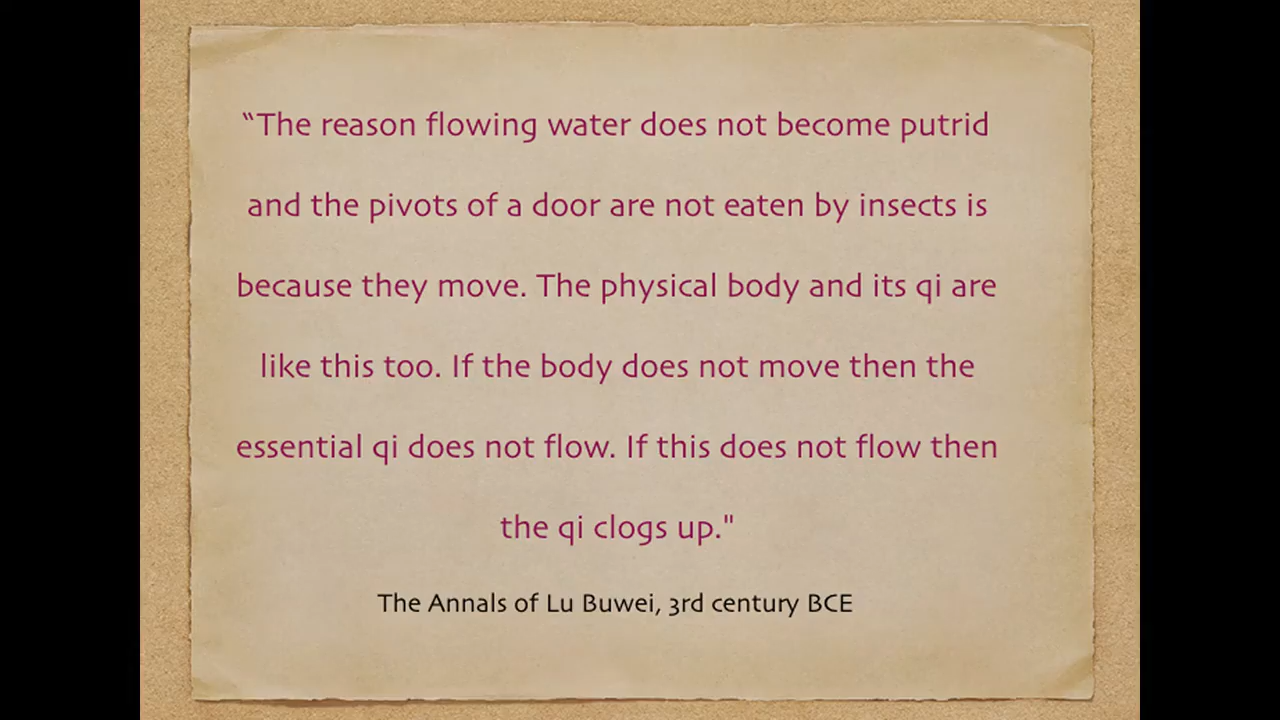 “The reason flowing water does not become putrid
and the pivots of a door are not eaten by insects is
because they move. The physical body and its qi are
like this too. If the body does not move then the
essential qi does not flow. If this does not flow then
the qi clogs up."
The Annals of Lu Buwei, 3rd century BCE